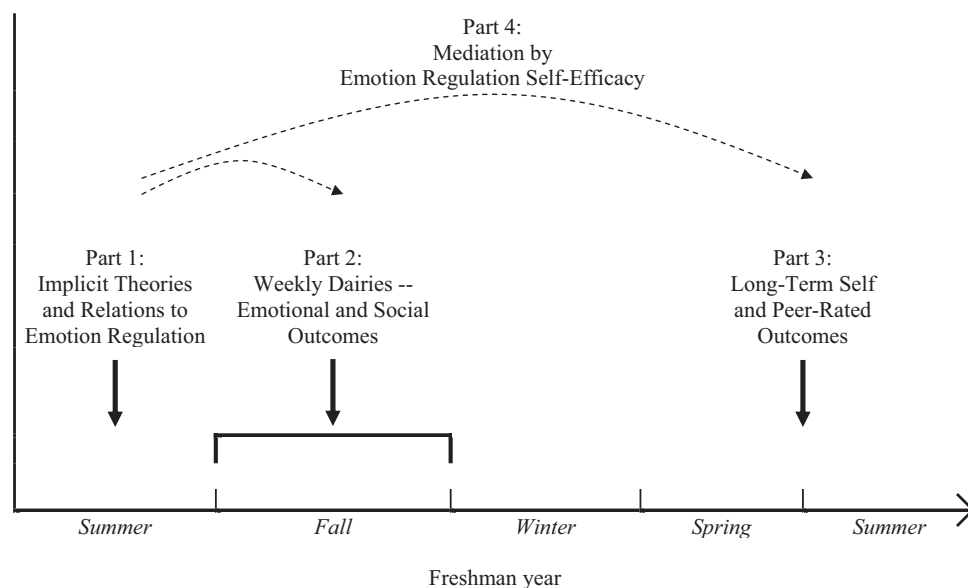 Part 4:
Mediation by
Emotion Regulation Self-Efficacy
Part 1:
Implicit Theories
and Relations to
Emotion Regulation
Part 2:
Weekly Dairies --
Emotional and Social
Outcomes
Part 3:
Long-Term Self
and Peer-Rated
Outcomes
Summer Fall Winter Spring Summer
Freshman year